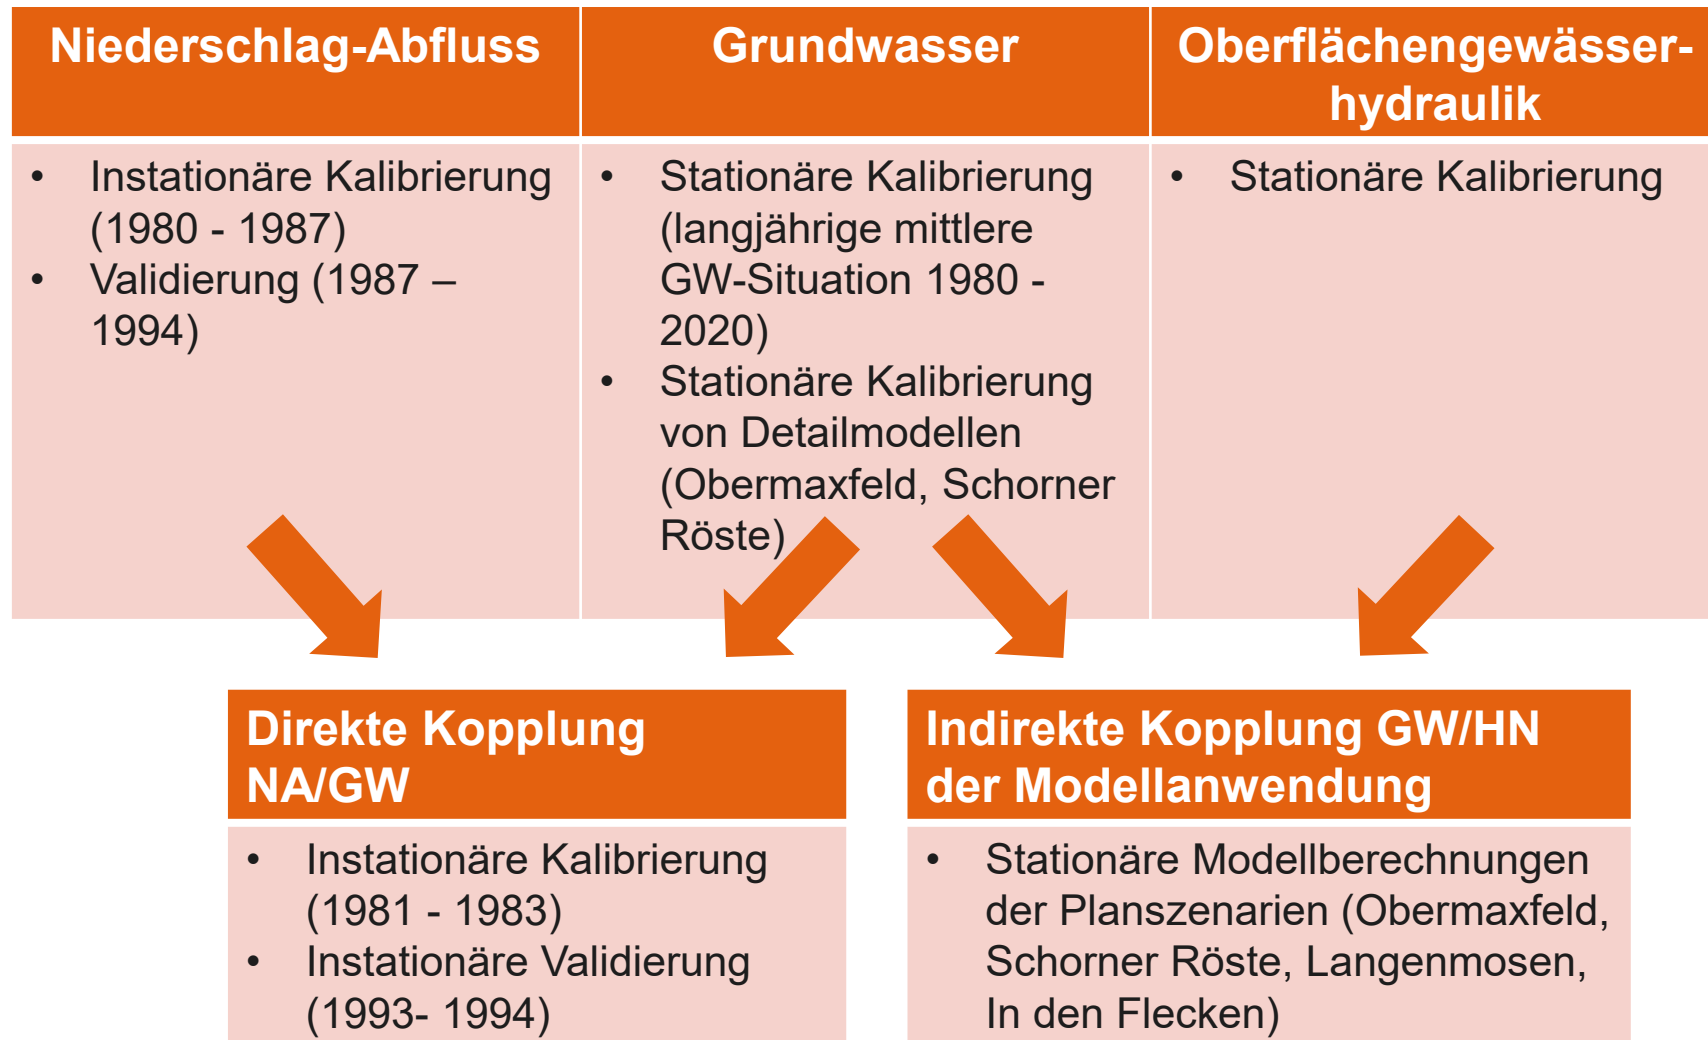 Niederschlag-Abfluss
Grundwasser
Oberflächengewässer-
hydraulik
• Instationäre Kalibrierung
(1980 - 1987)
• Validierung (1987 –
1994)
• Stationäre Kalibrierung
(langjährige mittlere
GW-Situation 1980 -
2020)
• Stationäre Kalibrierung
von Detailmodellen
(Obermaxfeld, Schorner
Röste)
• Stationäre Kalibrierung
Direkte Kopplung
NA/GW
• Instationäre Kalibrierung
(1981 - 1983)
• Instationäre Validierung
(1993- 1994)
Indirekte Kopplung GW/HN
der Modellanwendung
• Stationäre Modellberechnungen
der Planszenarien (Obermaxfeld,
Schorner Röste, Langenmosen,
In den Flecken)